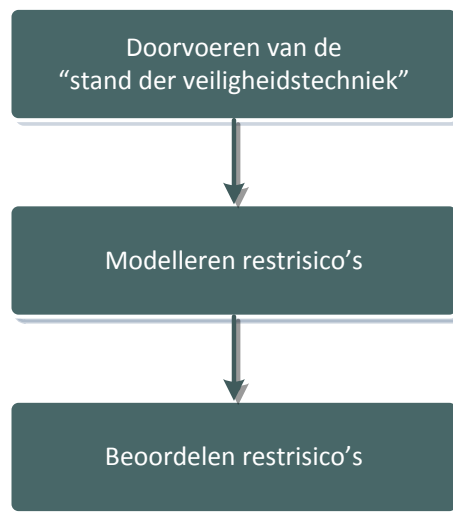 Doorvoeren van de
“stand der veiligheidstechniek”
Modelleren restrisico’s
Beoordelen restrisico’s